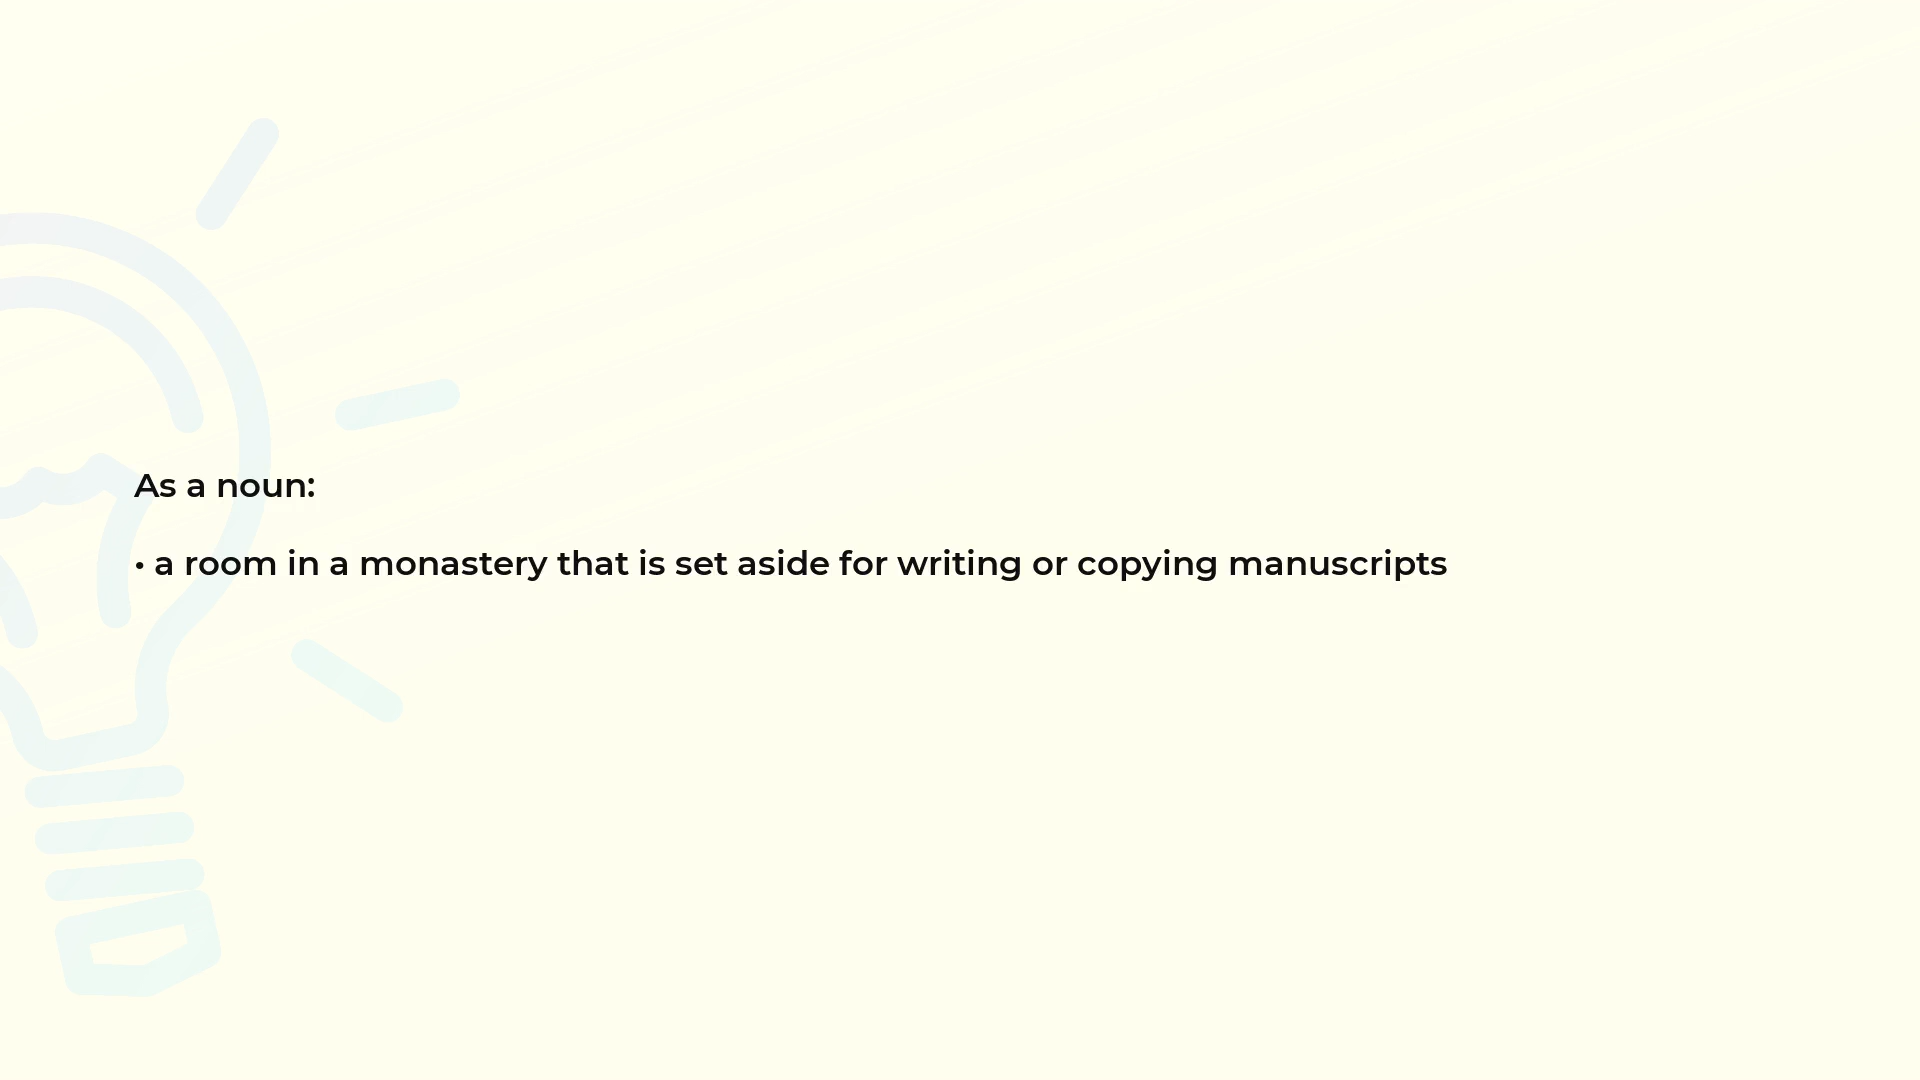 As a noun:
• a room in a monastery that is set aside for writing or copying manuscripts